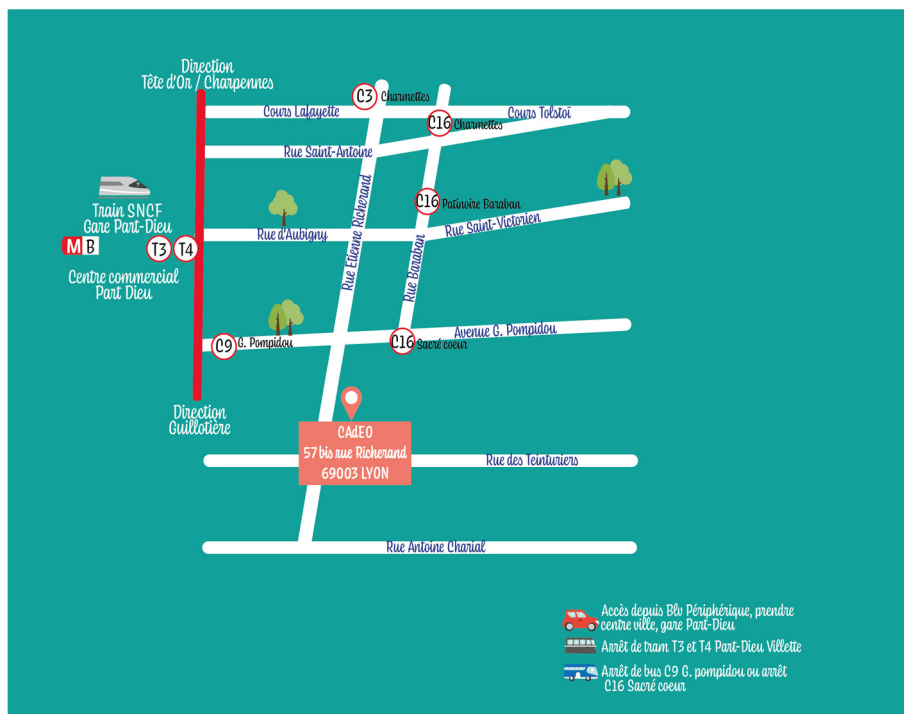 Direction
Tête d'Or / Charpennes
C3 Charmettes
Cours Lafayette
Cours Tolstoï
C16 Charmettes
Rue Saint-Antoine
Train SNCF
Gare Part-Dieu
M B T3 T4
Centre commercial
Part Dieu
C16 Patinoire Baraban
Rue d'Aubigny
Rue Saint-Victorien
Rue Etienne Richerand
Rue Baraban
C9 G. Pompidou
C16 Sacré coeur
Avenue G. Pompidou
Direction
Guillotière
CAdEO
57 bis rue Richerand
69003 LYON
Rue des Teinturiers
Rue Antoine Charial
Accès depuis Blv Périphérique, prendre
centre ville, gare Part-Dieu
Arrêt de tram T3 et T4 Part-Dieu Villette
Arrêt de bus C9 G. pompidou ou arrêt
C16 Sacré coeur